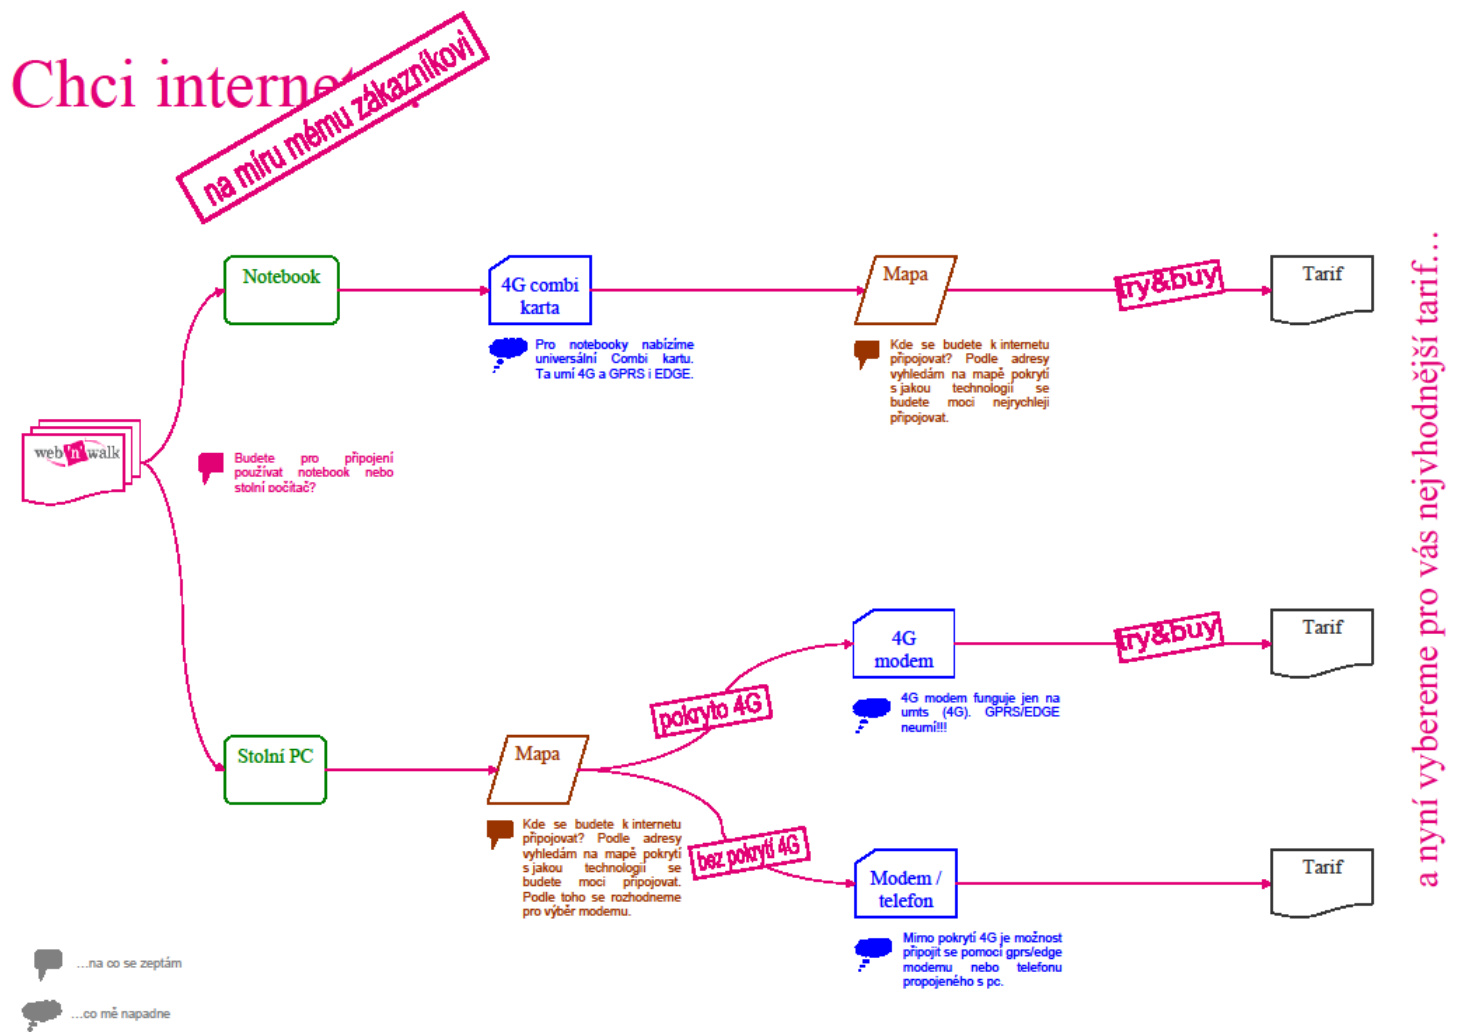 Chci internet
na míru mému zákazníkovi
Notebook
4G combi
karta
Mapa
try&buy
Tarif
Pro notebooky nabízíme
universální Combi kartu.
Ta umí 4G a GPRS i EDGE.
Kde se budete k internetu
připojovat? Podle adresy
vyhledám na mapě pokrytí
s jakou technologií se
budete moci nejrychleji
připojovat.
web'n'walk
Budete pro připojení
používat notebook nebo
stolní počítač?
4G
modem
try&buy
Tarif
4G modem funguje jen na
umts (4G). GPRS/EDGE
neumí!!!
pokryto 4G
Stolní PC
Mapa
Kde se budete k internetu
připojovat? Podle adresy
vyhledám na mapě pokrytí
s jakou technologií se
budete moci připojovat.
Podle toho se rozhodneme
pro výběr modemu.
bez pokrytí 4G
Modem /
telefon
Tarif
Mimo pokrytí 4G je možnost
připojit se pomocí gprs/edge
modemu nebo telefonu
propojeného s pc.
a nyní vybereme pro vás nejvhodnější tarif...
...na co se zeptám
...co mě napadne